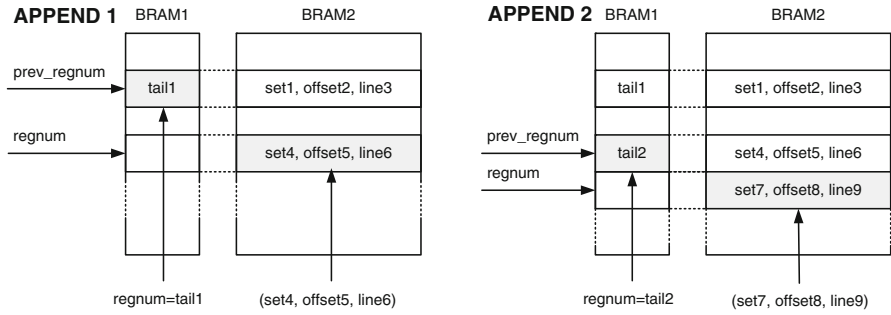 APPEND 1 BRAM1 BRAM2
prev_regnum
tail1 set1, offset2, line3
regnum
set4, offset5, line6
regnum=tail1 (set4, offset5, line6)
APPEND 2 BRAM1 BRAM2
tail1 set1, offset2, line3
prev_regnum
tail2 set4, offset5, line6
regnum
set7, offset8, line9
regnum=tail2 (set7, offset8, line9)